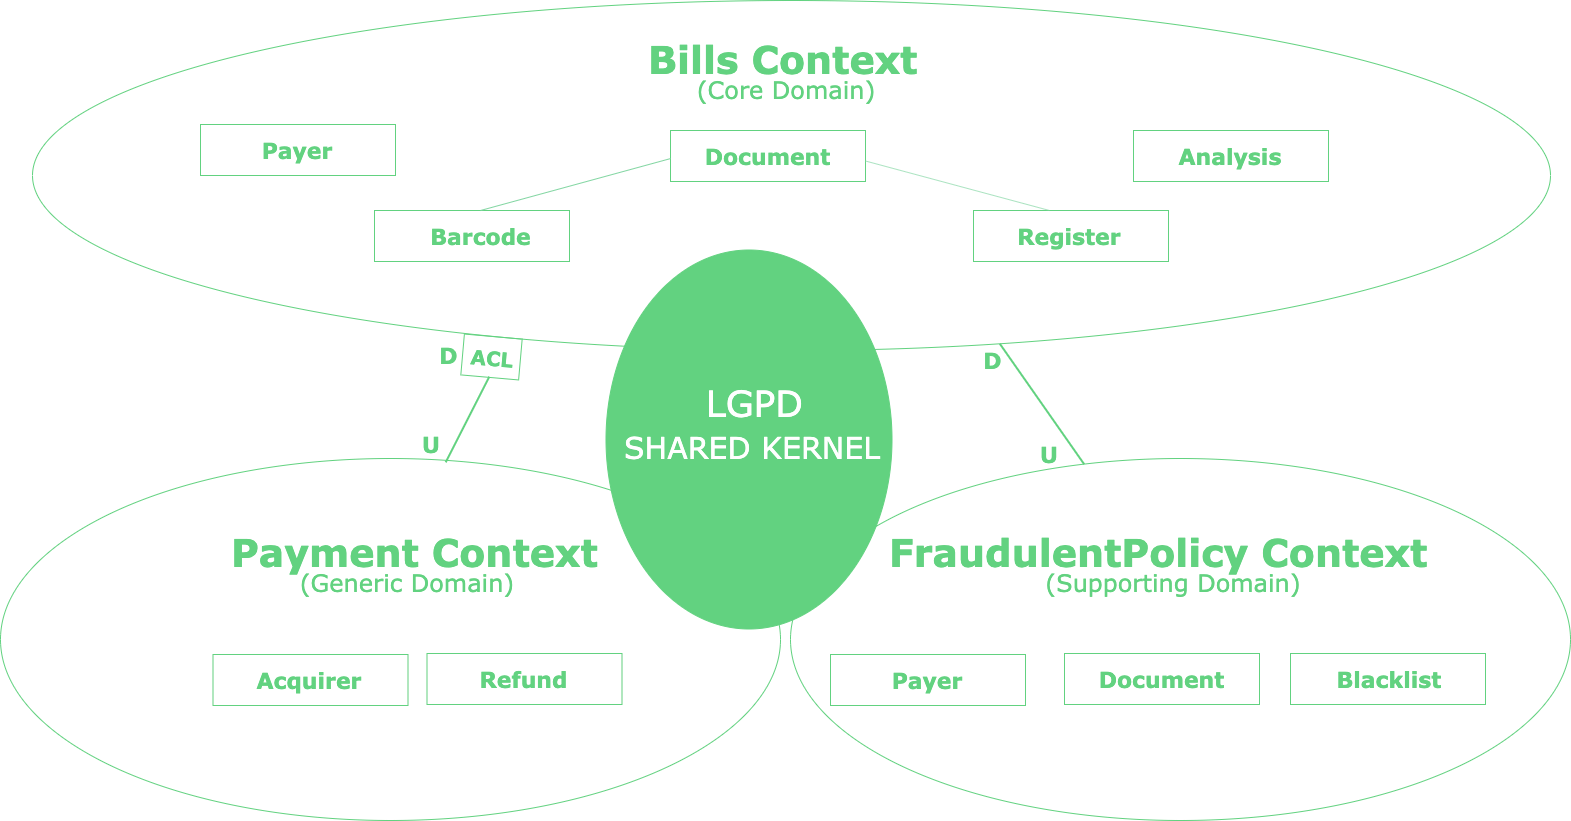 Bills Context
(Core Domain)
Payer
Document
Analysis
Barcode
Register
D
ACL
D
LGPD
SHARED KERNEL
U
U
Payment Context
(Generic Domain)
Acquirer
Refund
FraudulentPolicy Context
(Supporting Domain)
Payer
Document
Blacklist